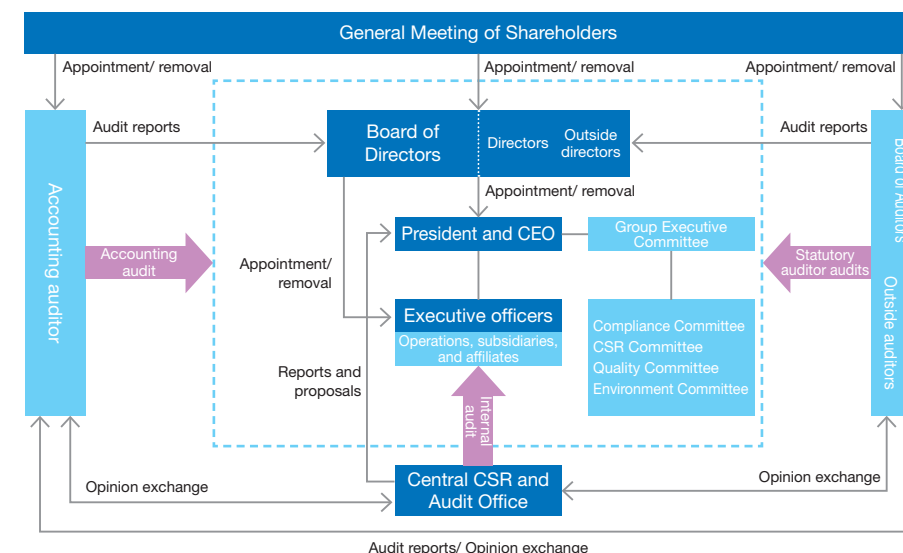 General Meeting of Shareholders
Appointment/ removal
Appointment/ removal
Appointment/ removal
Audit reports
Board of
Directors
Directors
Outside
directors
Audit reports
Board of Auditors
Appointment/ removal
Accounting auditor
President and CEO
Group Executive
Committee
Accounting
audit
Appointment/
removal
Statutory
auditor audits
Outside auditors
Executive officers
Operations, subsidiaries,
and affiliates
Compliance Committee
CSR Committee
Quality Committee
Environment Committee
Reports and
proposals
Internal
audit
Central CSR and
Audit Office
Opinion exchange
Opinion exchange
Audit reports/ Opinion exchange